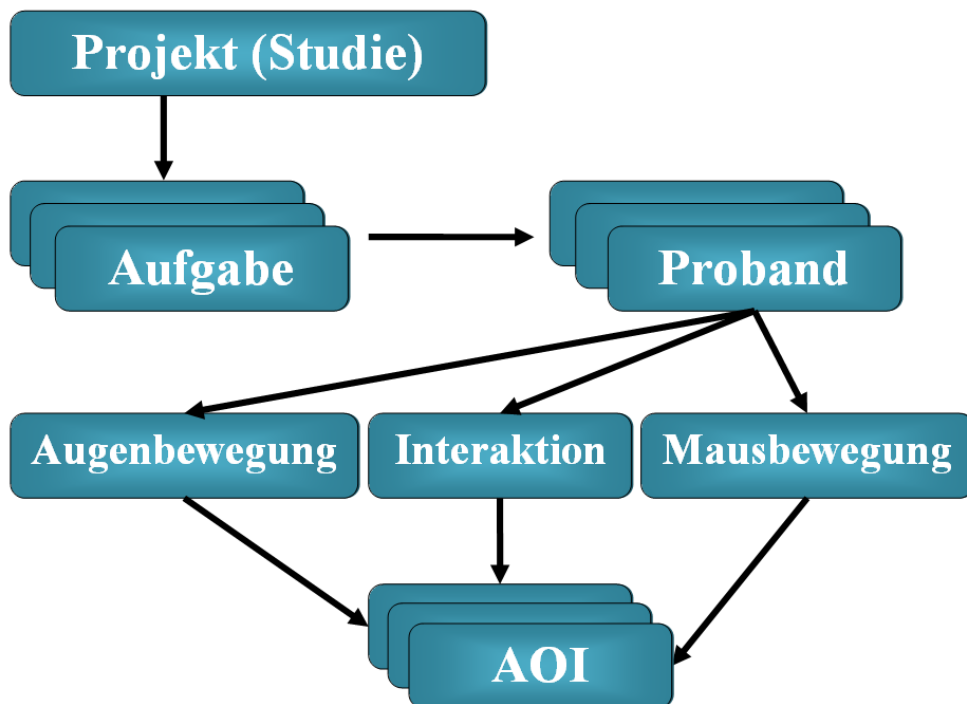 Projekt (Studie)
Aufgabe
Proband
Augenbewegung
Interaktion
Mausbewegung
AOI